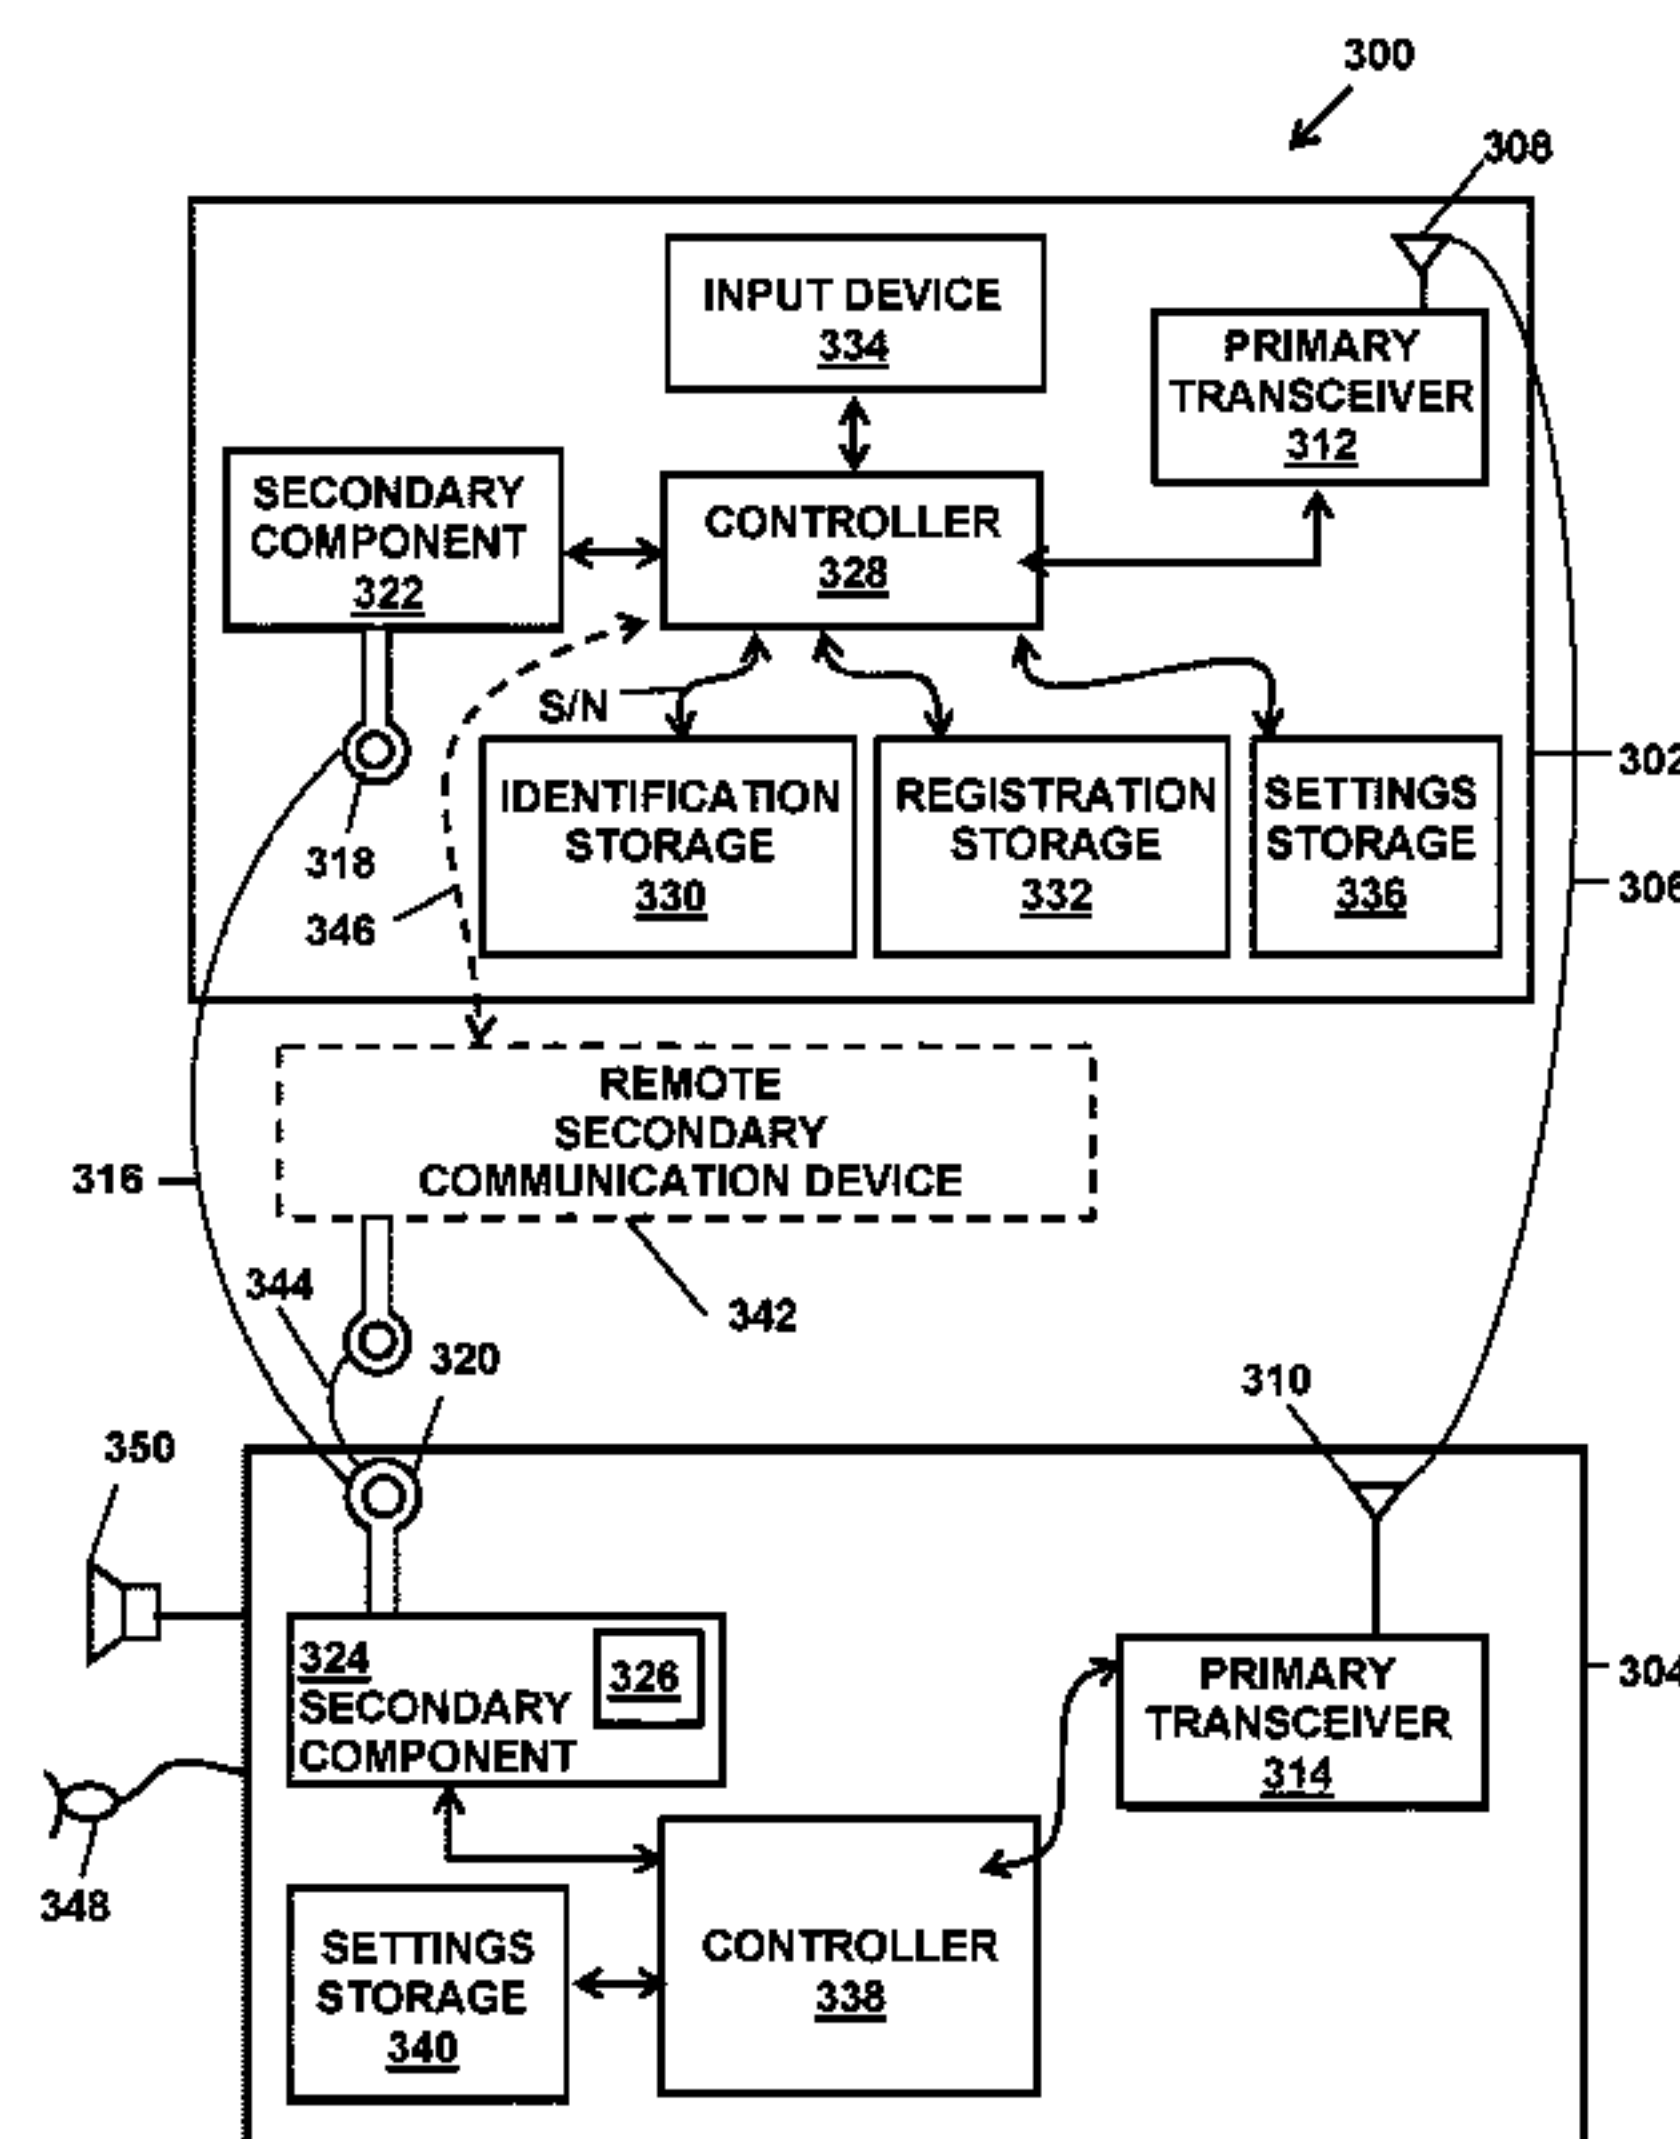 300
308
INPUT DEVICE
334
PRIMARY
TRANSCEIVER
312
SECONDARY
COMPONENT
322
CONTROLLER
328
S/N
318
346
IDENTIFICATION
STORAGE
330
REGISTRATION
STORAGE
332
SETTINGS
STORAGE
336
302
306
REMOTE
SECONDARY
COMMUNICATION DEVICE
316
344
342
320
310
350
324
326
SECONDARY
COMPONENT
PRIMARY
TRANSCEIVER
314
304
348
SETTINGS
STORAGE
340
CONTROLLER
338